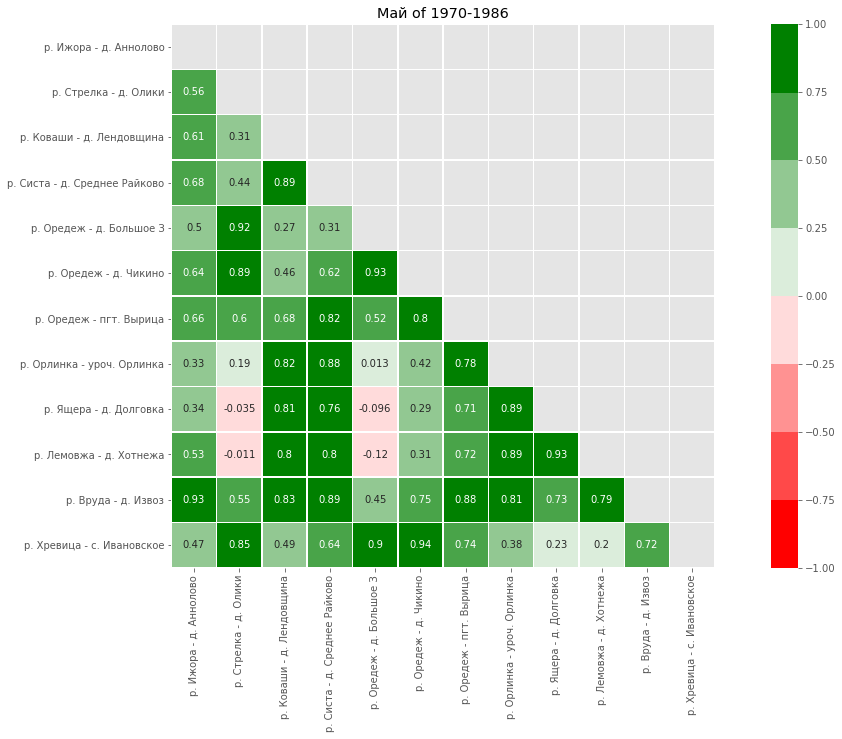 Май of 1970-1986
р. Ижора - д. Аннолово
р. Стрелка - д. Олики 0.56
р. Коваши - д. Лендовщина 0.61 0.31
р. Систа - д. Среднее Райково 0.68 0.44 0.89
р. Оредеж - д. Большое З 0.5 0.92 0.27 0.31
р. Оредеж - д. Чикино 0.64 0.89 0.46 0.62 0.93
р. Оредеж - пгт. Вырица 0.66 0.6 0.68 0.82 0.52 0.8
р. Орлинка - уроч. Орлинка 0.33 0.19 0.82 0.88 0.013 0.42 0.78
р. Ящера - д. Долговка 0.34 -0.035 0.81 0.76 -0.096 0.29 0.71 0.89
р. Лемовжа - д. Хотнежа 0.53 -0.011 0.8 0.8 -0.12 0.31 0.72 0.89 0.93
р. Вруда - д. Извоз 0.93 0.55 0.83 0.89 0.45 0.75 0.88 0.81 0.73 0.79
р. Хревица - с. Ивановское 0.47 0.85 0.49 0.64 0.9 0.94 0.74 0.38 0.23 0.2 0.72
р. Ижора - д. Аннолово
р. Стрелка - д. Олики
р. Коваши - д. Лендовщина
р. Систа - д. Среднее Райково
р. Оредеж - д. Большое З
р. Оредеж - д. Чикино
р. Оредеж - пгт. Вырица
р. Орлинка - уроч. Орлинка
р. Ящера - д. Долговка
р. Лемовжа - д. Хотнежа
р. Вруда - д. Извоз
р. Хревица - с. Ивановское
1.00
0.75
0.50
0.25
0.00
−0.25
−0.50
−0.75
−1.00